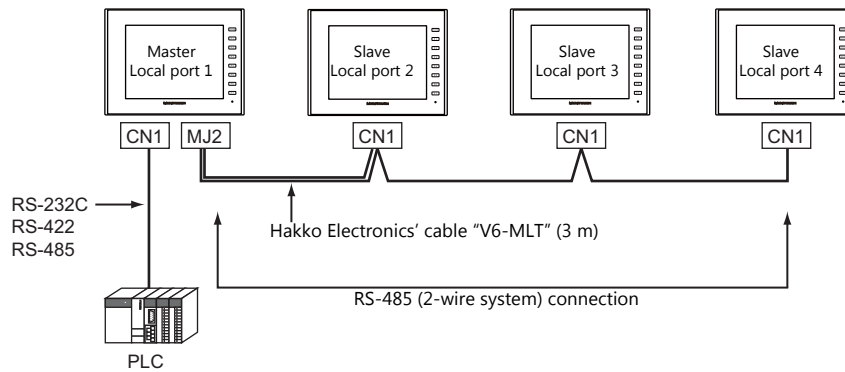 Master
Local port 1
Slave
Local port 2
Slave
Local port 3
Slave
Local port 4
CN1
MJ2
CN1
CN1
CN1
RS-232C
RS-422
RS-485
Hakko Electronics’ cable “V6-MLT” (3 m)
RS-485 (2-wire system) connection
PLC